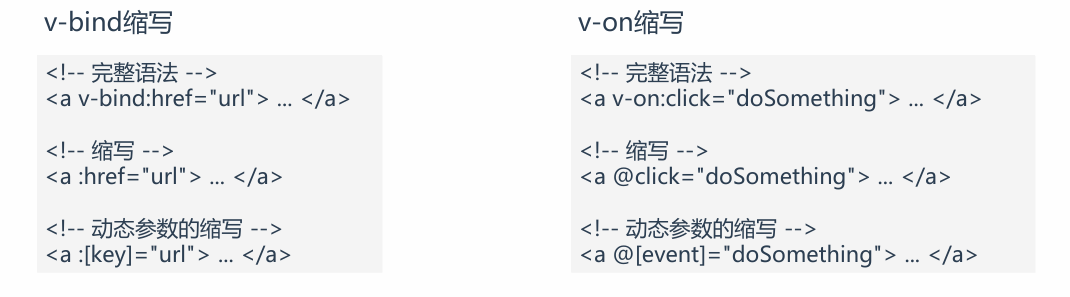 v-bind缩写
<!-- 完整语法 -->
<a v-bind:href="url"> ... </a>
<!-- 缩写 -->
<a :href="url"> ... </a>
<!-- 动态参数的缩写 -->
<a :[key]="url"> ... </a>
v-on缩写
<!-- 完整语法 -->
<a v-on:click="doSomething"> ... </a>
<!-- 缩写 -->
<a @click="doSomething"> ... </a>
<!-- 动态参数的缩写 -->
<a @[event]="doSomething"> ... </a>